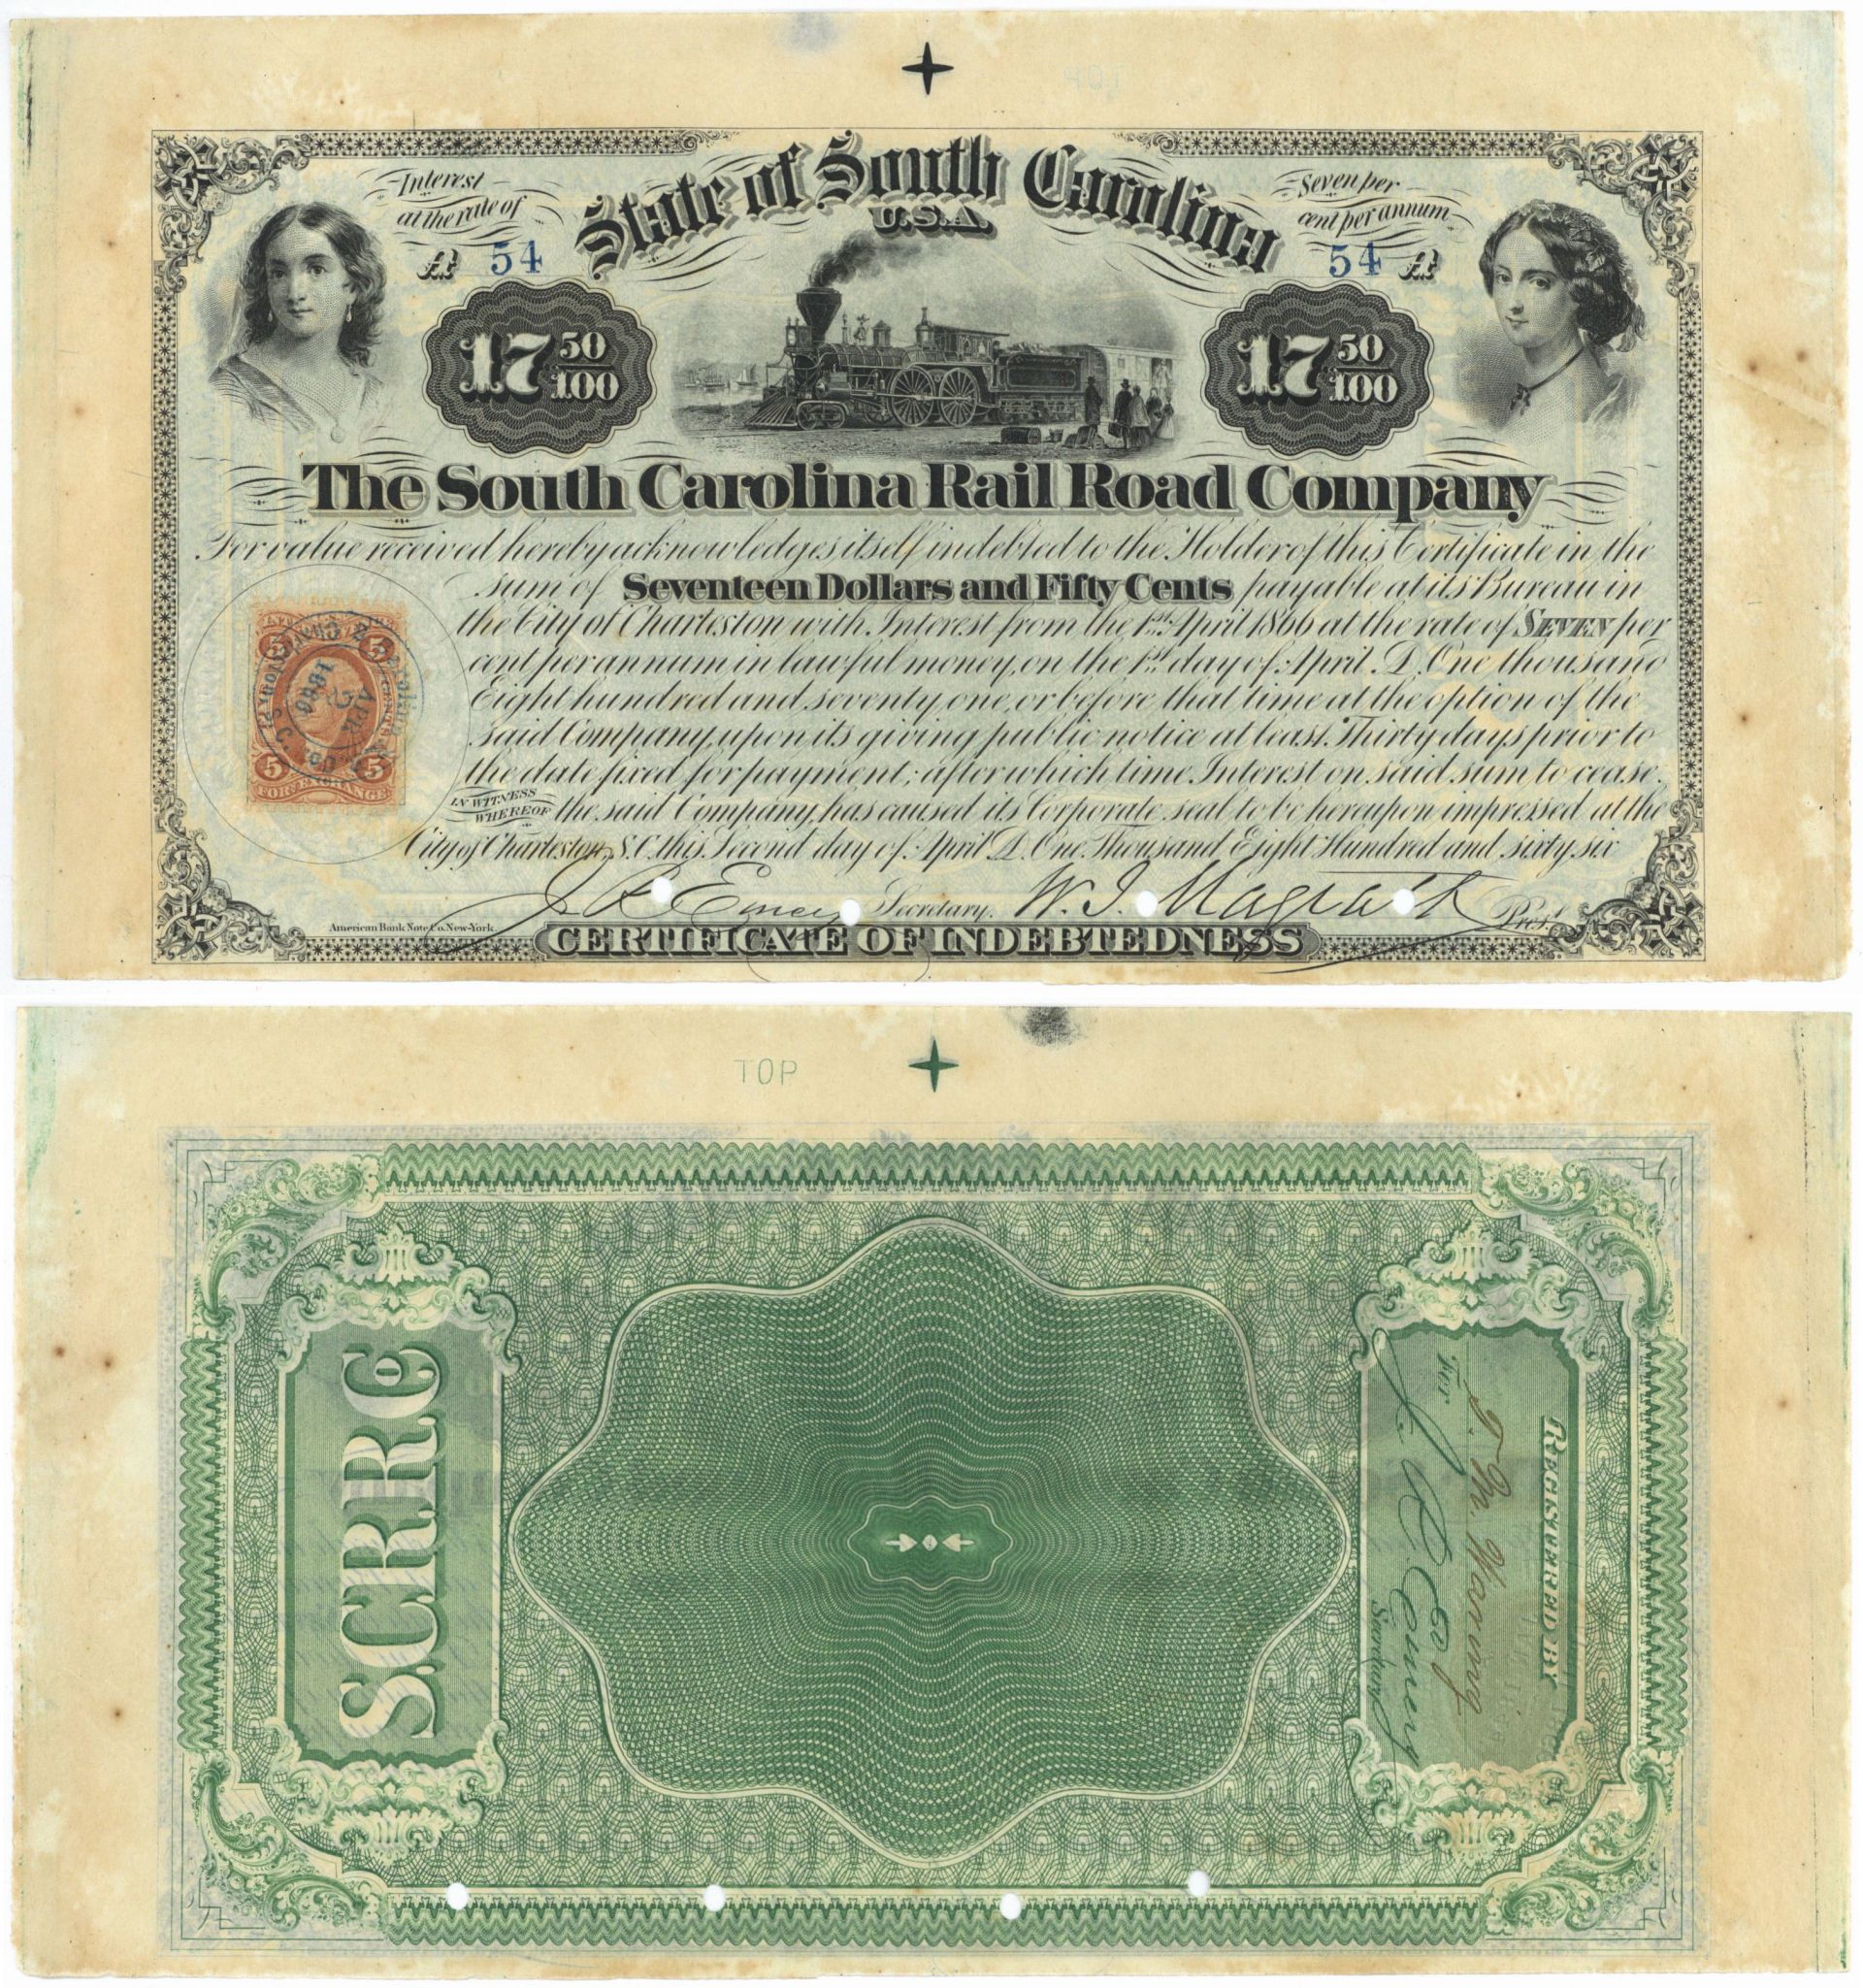 TOP
Interest
at the rate of
State of South Carolina
U.S.A.
Seven per
cent per annum
A 54
54 A
17 50/100
17 50/100
The South Carolina Rail Road Company
For value received hereby acknowledges itself indebted to the Holder of this Certificate in the
sum of Seventeen Dollars and Fifty Cents payable at its Bureau in
the City of Charleston with Interest from the 1st April 1866 at the rate of SEVEN per
cent per annum in lawful money, on the 1st day of April A.D. One thousand
Eight hundred and seventy one, or before that time at the option of the
said Company, upon its giving public notice at least Thirty days prior to
the date fixed for payment; after which time Interest on said sum to cease.
IN WITNESS WHEREOF the said Company, has caused its Corporate seal to be hereupon impressed at the
City of Charleston, S.C. this Second day of April A.D. One Thousand Eight Hundred and sixty six
5 5
CENTS
APR
2
1866
5 5
FOR. EXCHANGE
J. R. Emery Secretary. W. J. Magrath Prest.
American Bank Note Co. New-York
CERTIFICATE OF INDEBTEDNESS
TOP
S.C.R.R.C
REGISTERED BY
J. M. Waring
for
J. R. Emery
Secretary